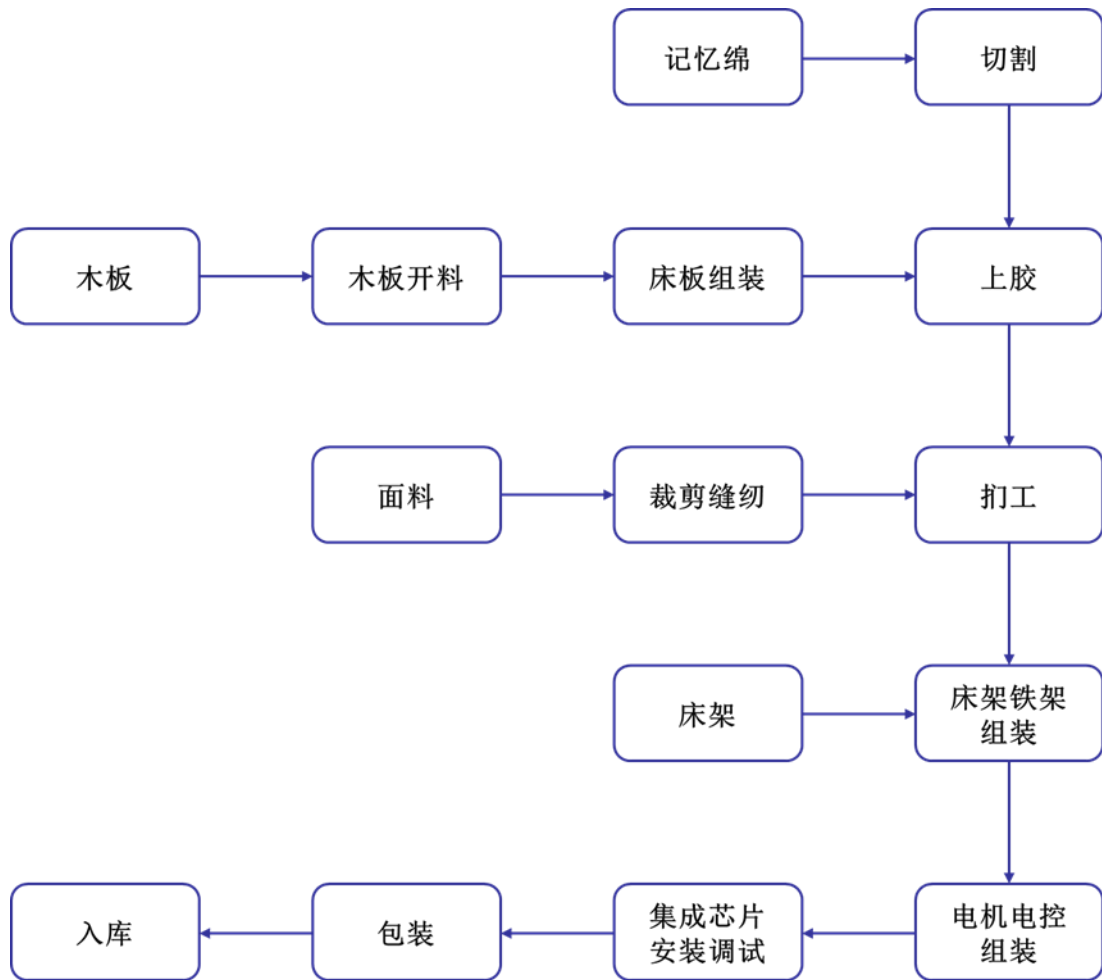 记忆绵
切割
木板
木板开料
床板组装
上胶
面料
裁剪缝纫
扪工
床架
床架铁架
组装
入库
包装
集成芯片
安装调试
电机电控
组装